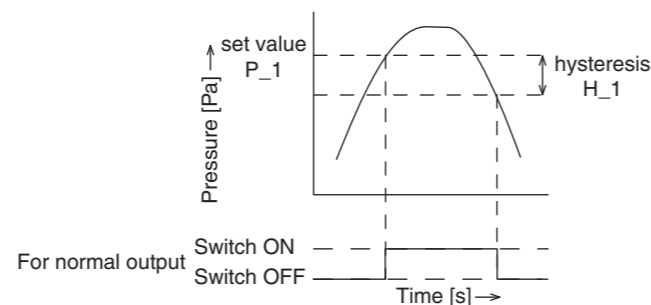 set value
P_1
hysteresis
H_1
Pressure [Pa]
Switch ON
For normal output
Switch OFF
Time [s]